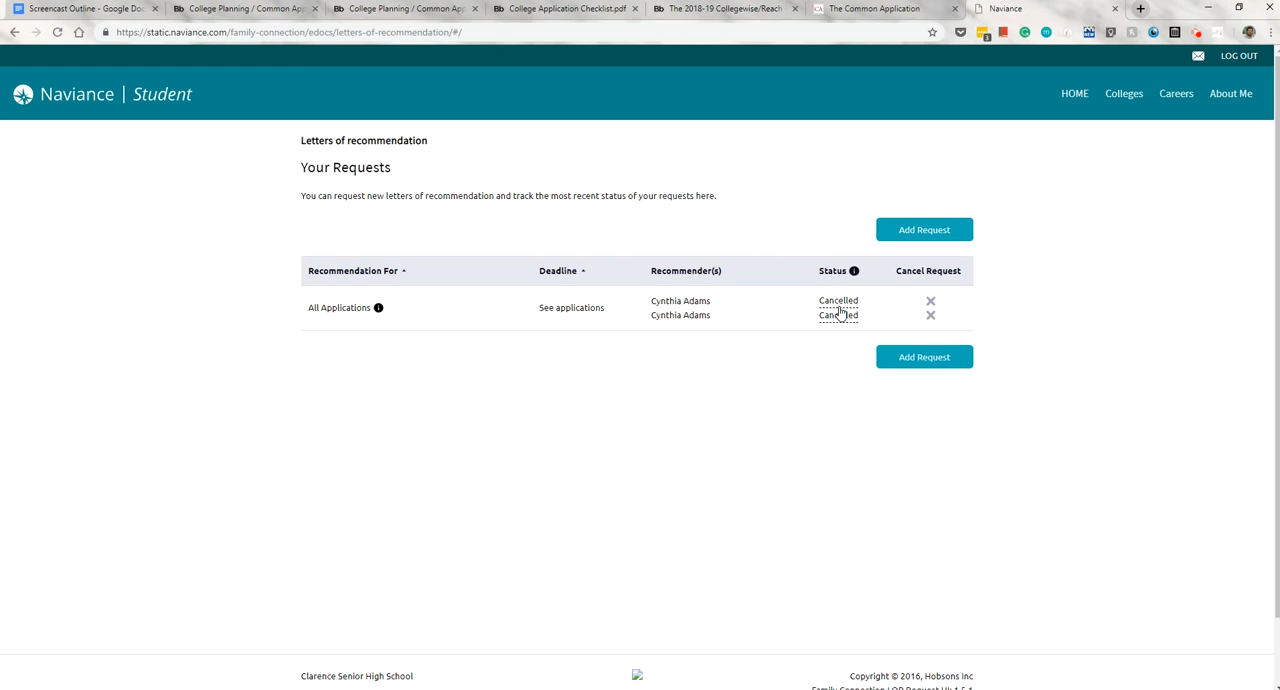 Screencast Outline - Google Doc
College Planning / Common Ap
College Planning / Common Ap
College Application Checklist.pdf
The 2018-19 Collegewise/Reach
The Common Application
Naviance
https://static.naviance.com/family-connection/edocs/letters-of-recommendation/#/
LOG OUT
Naviance | Student
HOME Colleges Careers About Me
Letters of recommendation
Your Requests
You can request new letters of recommendation and track the most recent status of your requests here.
Add Request
Recommendation For Deadline Recommender(s) Status Cancel Request
All Applications See applications
Cynthia Adams Cancelled
Cynthia Adams
Add Request
Clarence Senior High School
Copyright © 2016, Hobsons Inc